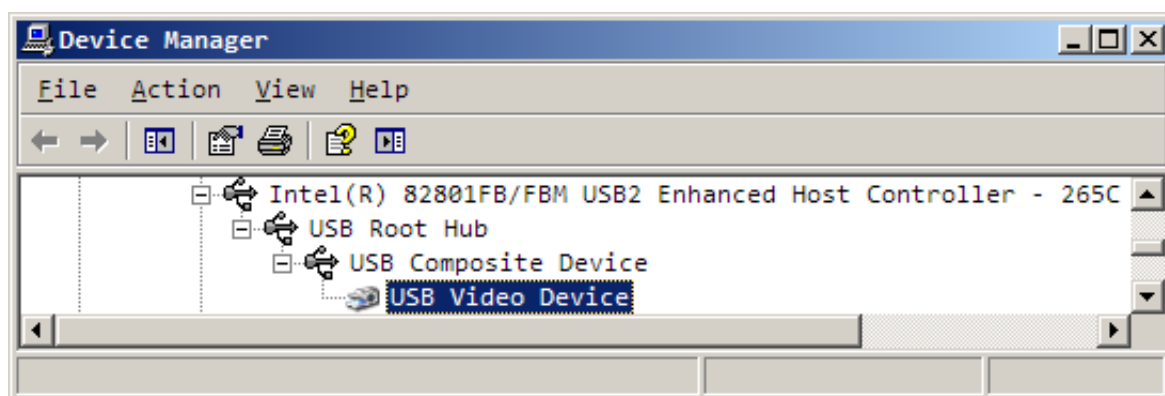 Device Manager
File Action View Help
Intel(R) 82801FB/FBM USB2 Enhanced Host Controller - 265C
USB Root Hub
USB Composite Device
USB Video Device